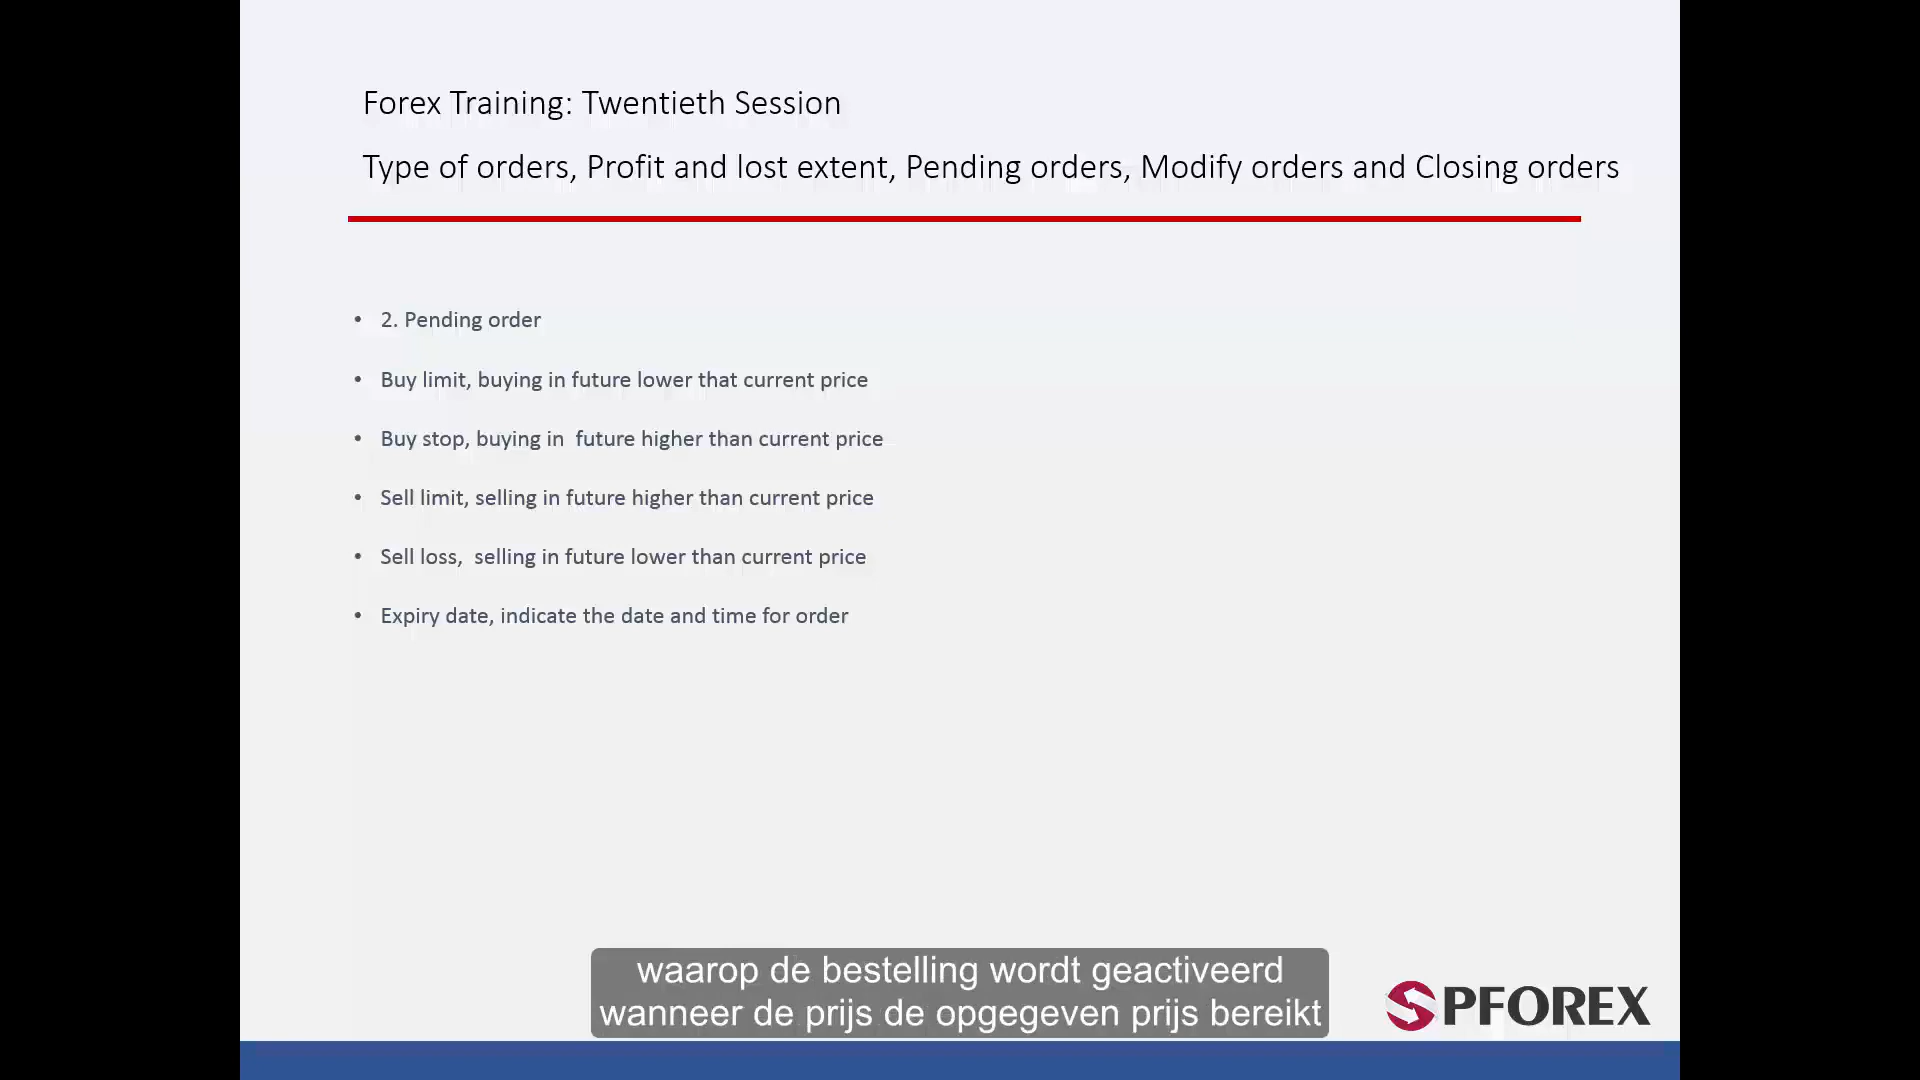 Forex Training: Twentieth Session
Type of orders, Profit and lost extent, Pending orders, Modify orders and Closing orders
• 2. Pending order
• Buy limit, buying in future lower that current price
• Buy stop, buying in  future higher than current price
• Sell limit, selling in future higher than current price
• Sell loss,  selling in future lower than current price
• Expiry date, indicate the date and time for order
waarop de bestelling wordt geactiveerd
wanneer de prijs de opgegeven prijs bereikt
SPFOREX